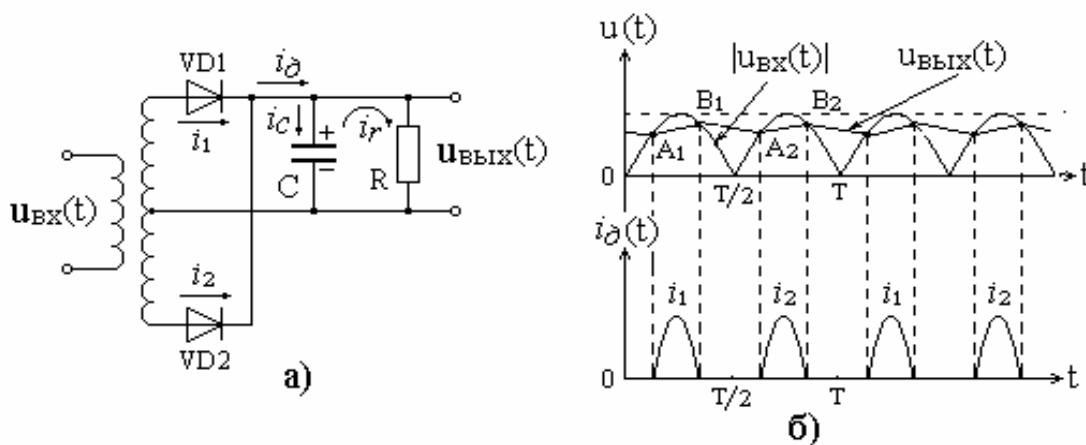 VD1
i∂
i1
iC
ir
+
−
C
R
uВЫХ(t)
uВХ(t)
i2
VD2
а)
u(t)
|uВХ(t)|
uВЫХ(t)
B1
B2
A1
A2
0
T/2
T
t
i∂(t)
i1
i2
i1
i2
0
T/2
T
t
б)